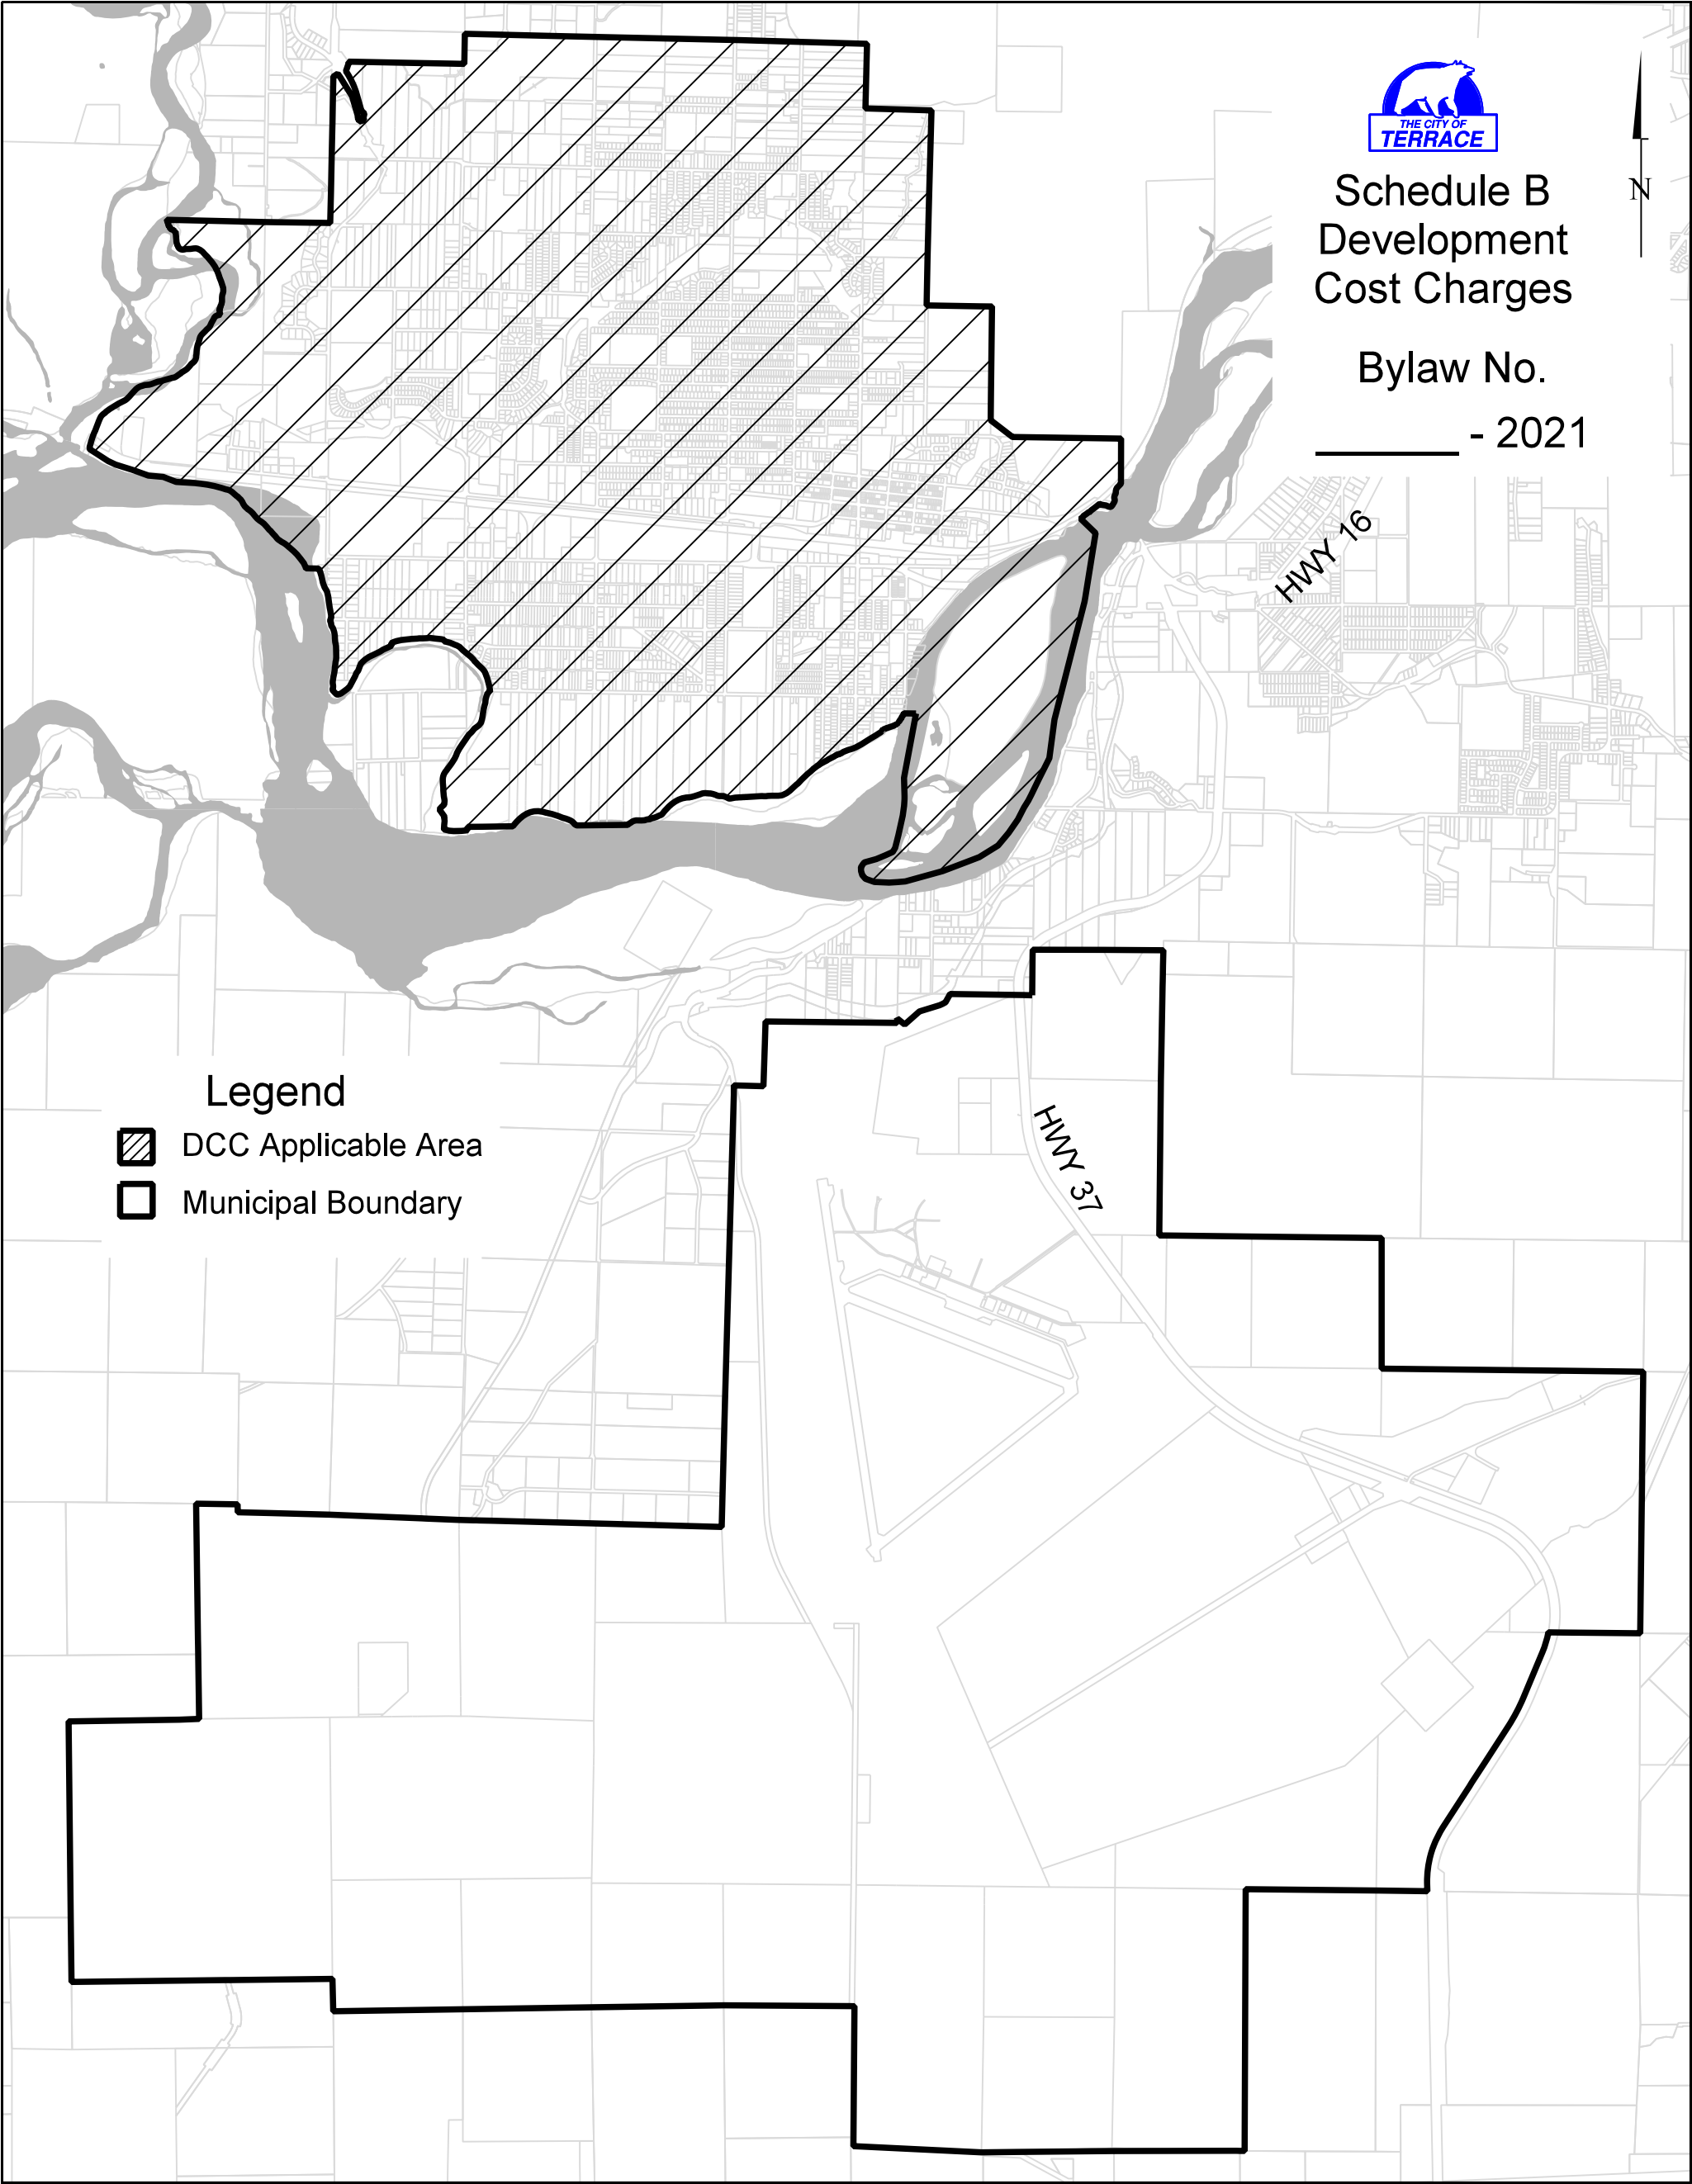 THE CITY OF
TERRACE
Schedule B
Development
Cost Charges
Bylaw No.
- 2021
N
HWY 16
HWY 37
Legend
DCC Applicable Area
Municipal Boundary